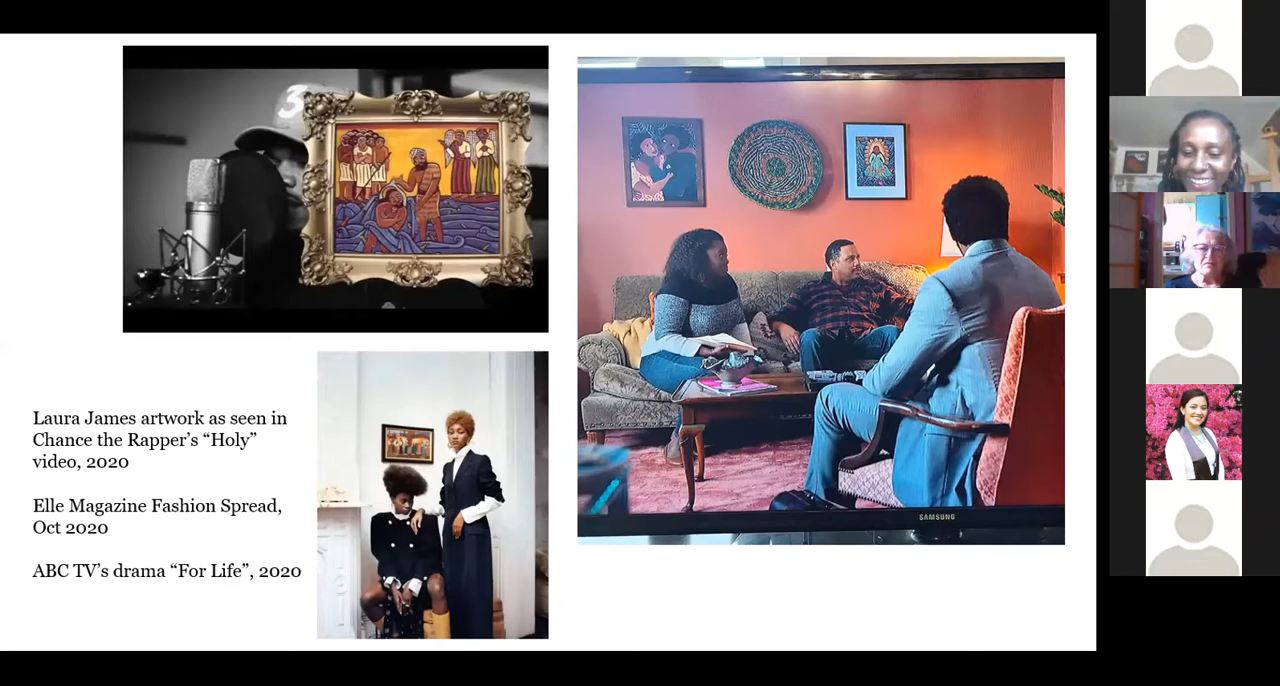 3
Laura James artwork as seen in
Chance the Rapper’s “Holy”
video, 2020
Elle Magazine Fashion Spread,
Oct 2020
ABC TV’s drama “For Life”, 2020
SAMSUNG